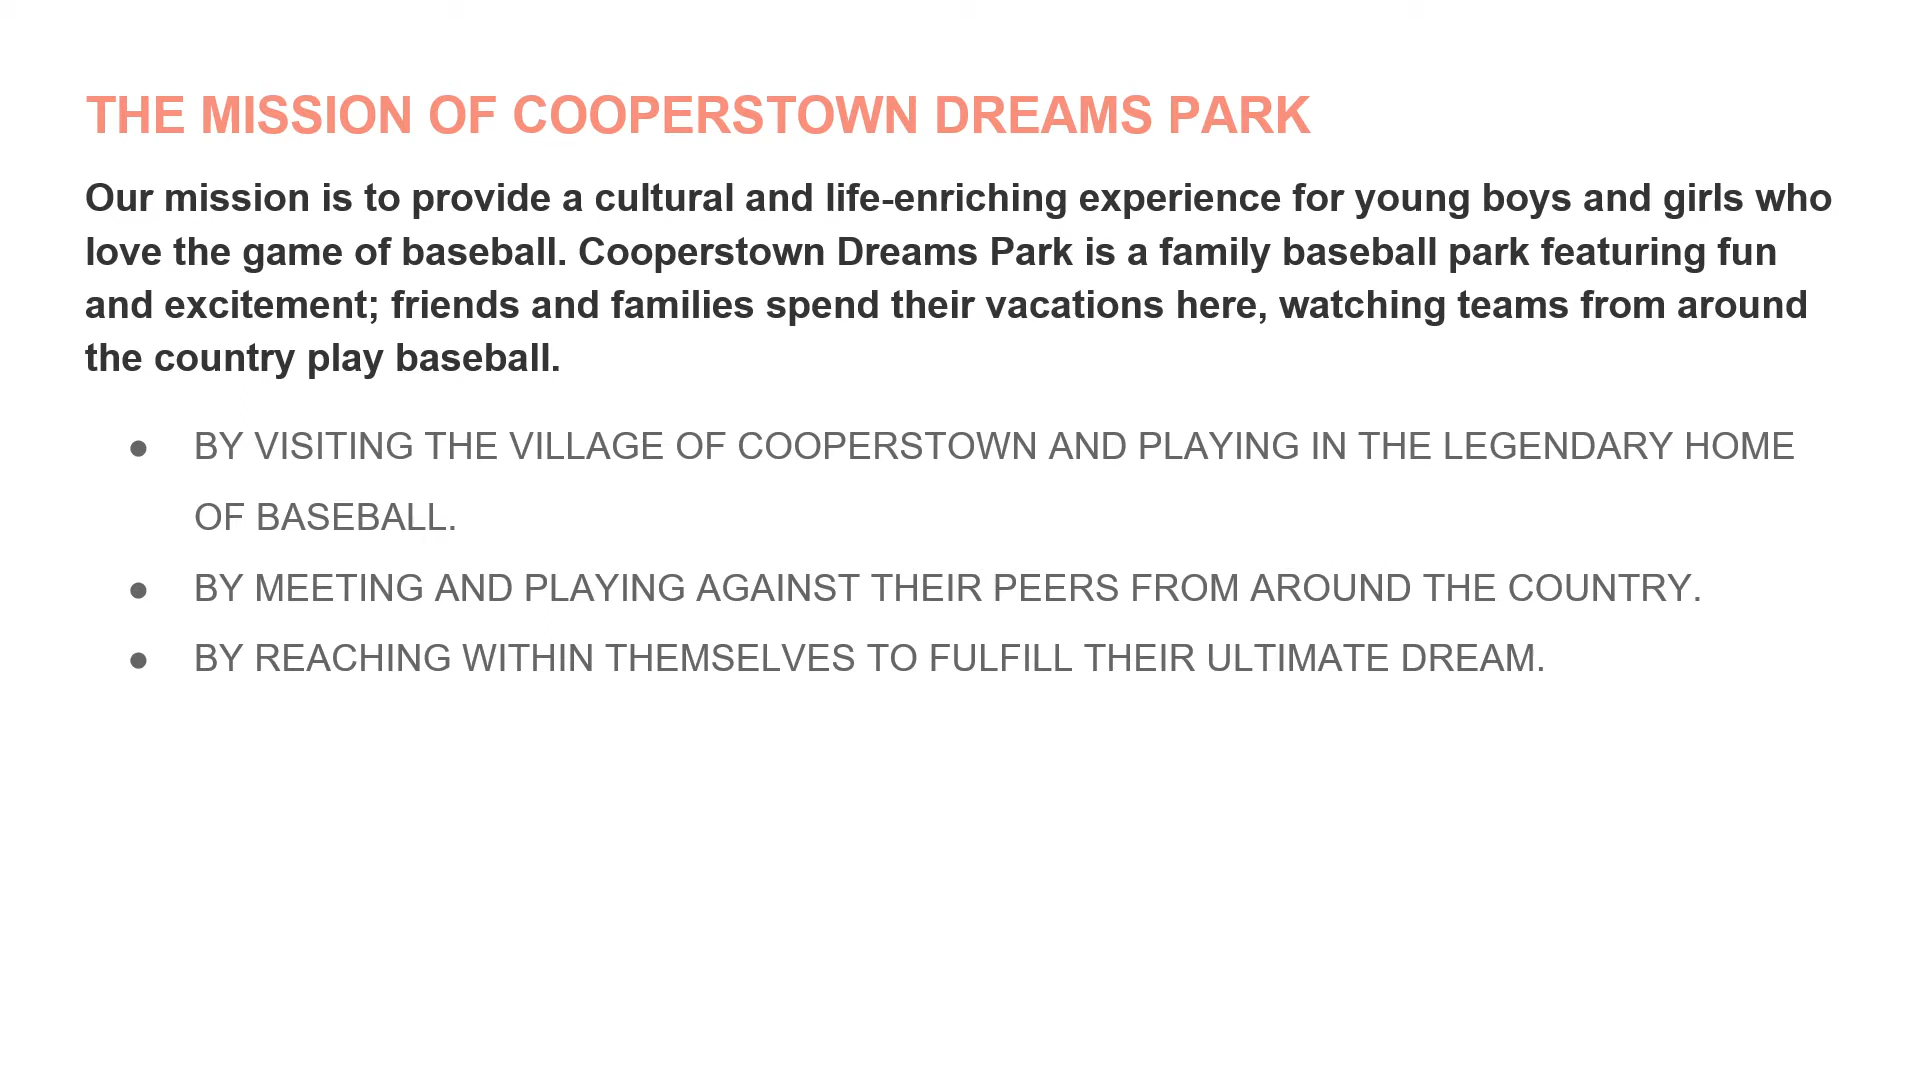 THE MISSION OF COOPERSTOWN DREAMS PARK
Our mission is to provide a cultural and life-enriching experience for young boys and girls who
love the game of baseball. Cooperstown Dreams Park is a family baseball park featuring fun
and excitement; friends and families spend their vacations here, watching teams from around
the country play baseball.
● BY VISITING THE VILLAGE OF COOPERSTOWN AND PLAYING IN THE LEGENDARY HOME
OF BASEBALL.
● BY MEETING AND PLAYING AGAINST THEIR PEERS FROM AROUND THE COUNTRY.
● BY REACHING WITHIN THEMSELVES TO FULFILL THEIR ULTIMATE DREAM.